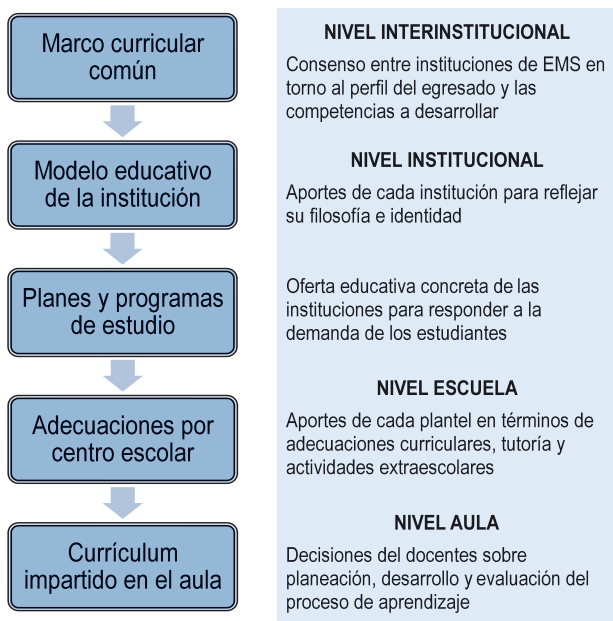 Marco curricular
común
NIVEL INTERINSTITUCIONAL
Consenso entre instituciones de EMS en
torno al perfil del egresado y las
competencias a desarrollar
Modelo educativo
de la institución
NIVEL INSTITUCIONAL
Aportes de cada institución para reflejar
su filosofía e identidad
Planes y programas
de estudio
Oferta educativa concreta de las
instituciones para responder a la
demanda de los estudiantes
Adecuaciones por
centro escolar
NIVEL ESCUELA
Aportes de cada plantel en términos de
adecuaciones curriculares, tutoría y
actividades extraescolares
Currículum
impartido en el aula
NIVEL AULA
Decisiones del docentes sobre
planeación, desarrollo y evaluación del
proceso de aprendizaje